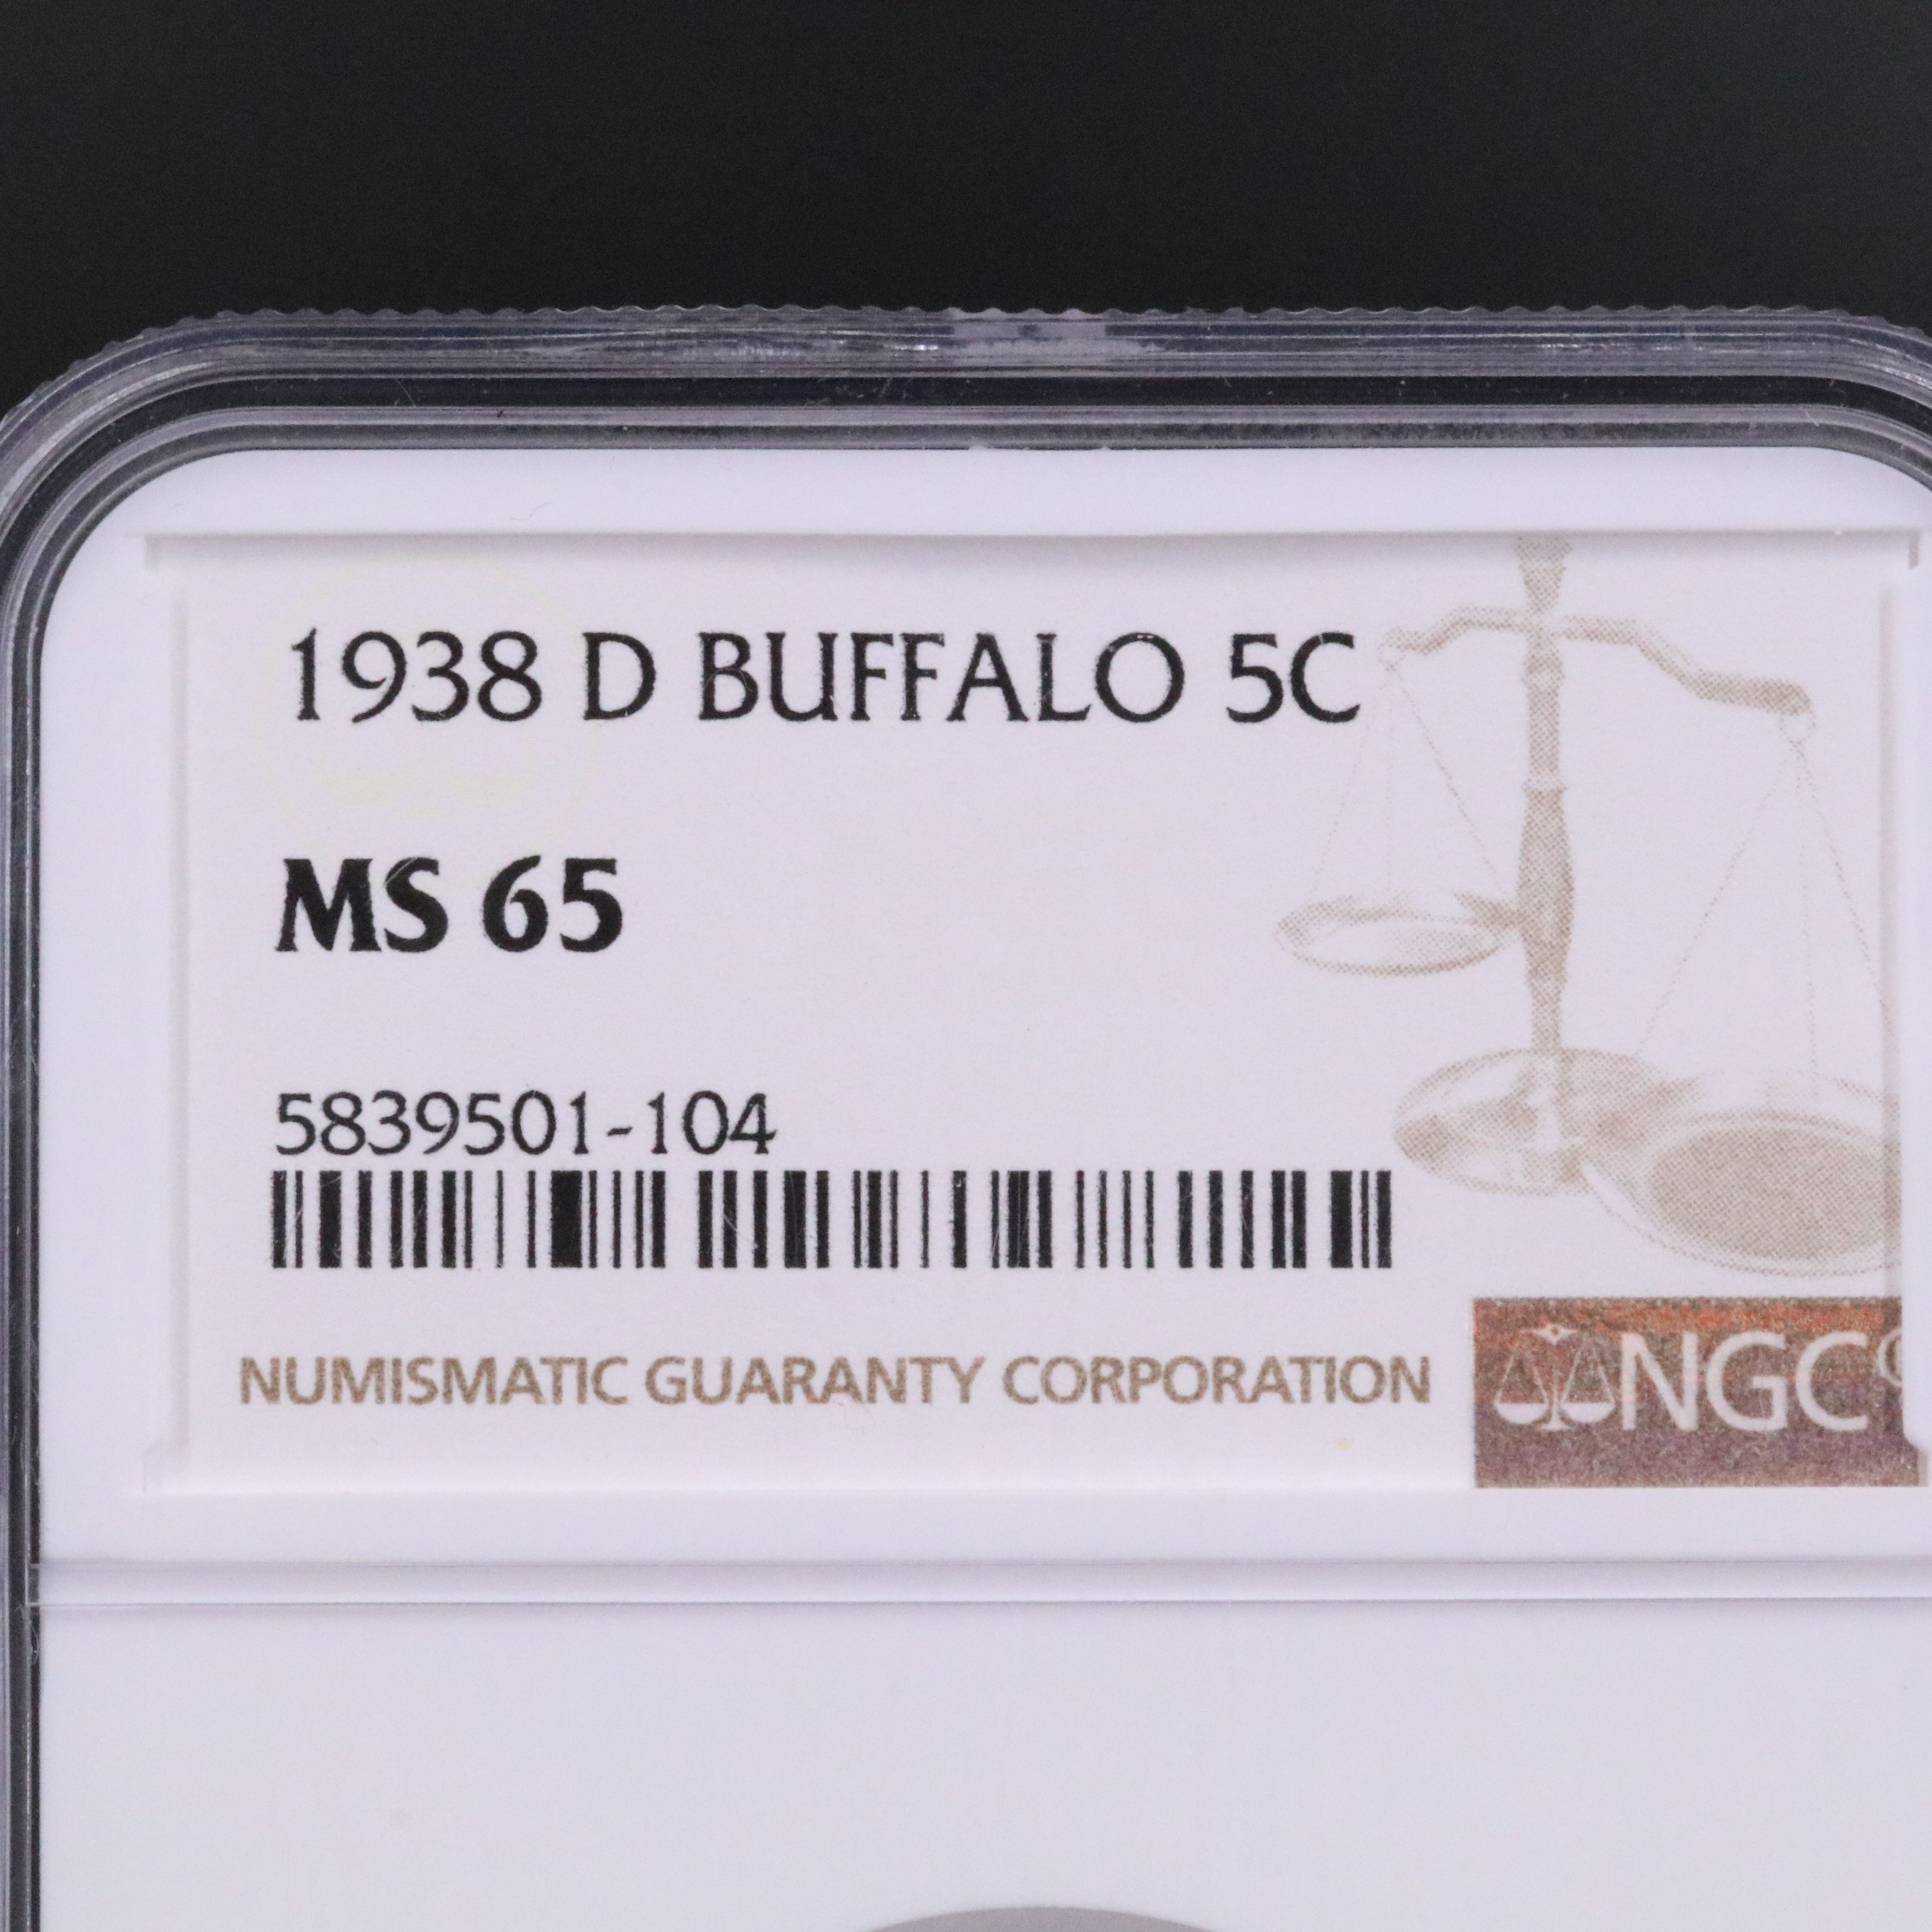 1938 D BUFFALO 5C
MS 65
5839501-104
NUMISMATIC GUARANTY CORPORATION
NGC